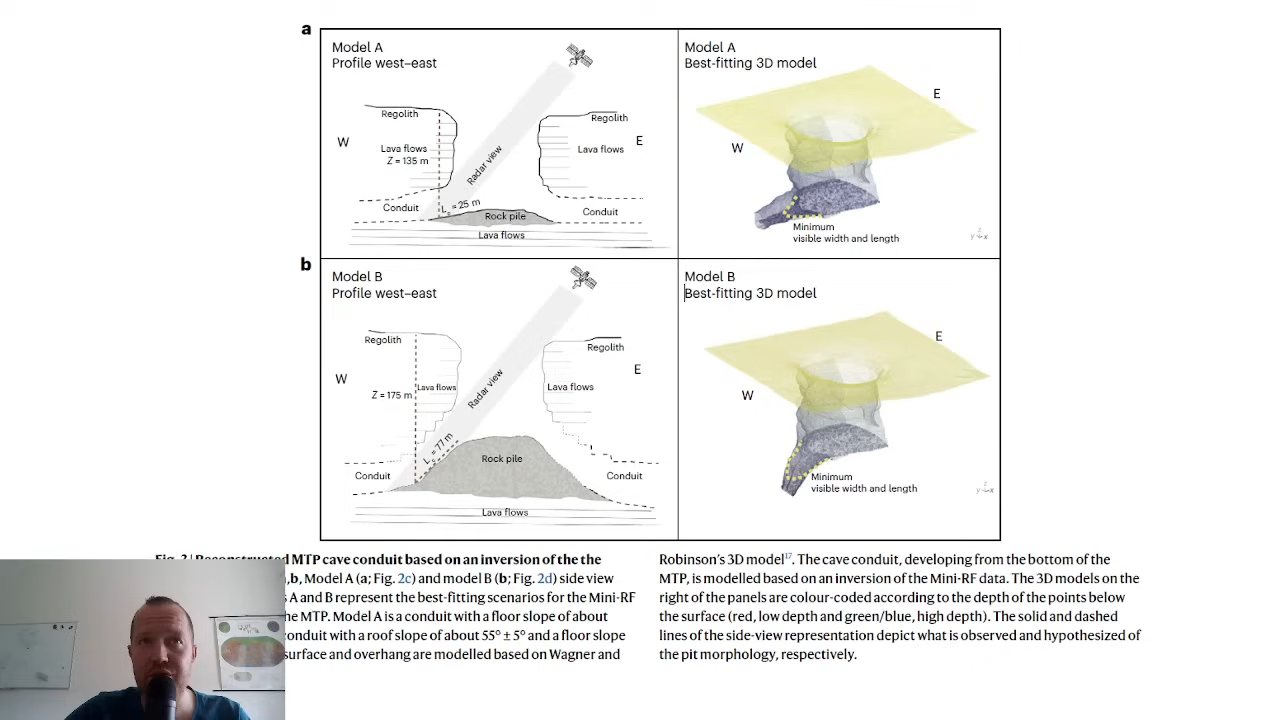 a
Model A
Profile west–east
Regolith
Regolith
W
E
Lava flows
Z = 135 m
Lava flows
Radar view
Conduit
L = 25 m
Rock pile
Conduit
Lava flows
Model A
Best-fitting 3D model
E
W
Minimum
visible width and length
z
y x
b
Model B
Profile west–east
Regolith
Regolith
W
E
Z = 175 m
Lava flows
Lava flows
Radar view
L = 77 m
Rock pile
Conduit
Conduit
Lava flows
Model B
Best-fitting 3D model
E
W
Minimum
visible width and length
z
y x
MTP cave conduit based on an inversion of the the
,b, Model A (a; Fig. 2c) and model B (b; Fig. 2d) side view
A and B represent the best-fitting scenarios for the Mini-RF
he MTP. Model A is a conduit with a floor slope of about
conduit with a roof slope of about 55° ± 5° and a floor slope
surface and overhang are modelled based on Wagner and
Robinson’s 3D model17. The cave conduit, developing from the bottom of the
MTP, is modelled based on an inversion of the Mini-RF data. The 3D models on the
right of the panels are colour-coded according to the depth of the points below
the surface (red, low depth and green/blue, high depth). The solid and dashed
lines of the side-view representation depict what is observed and hypothesized of
the pit morphology, respectively.